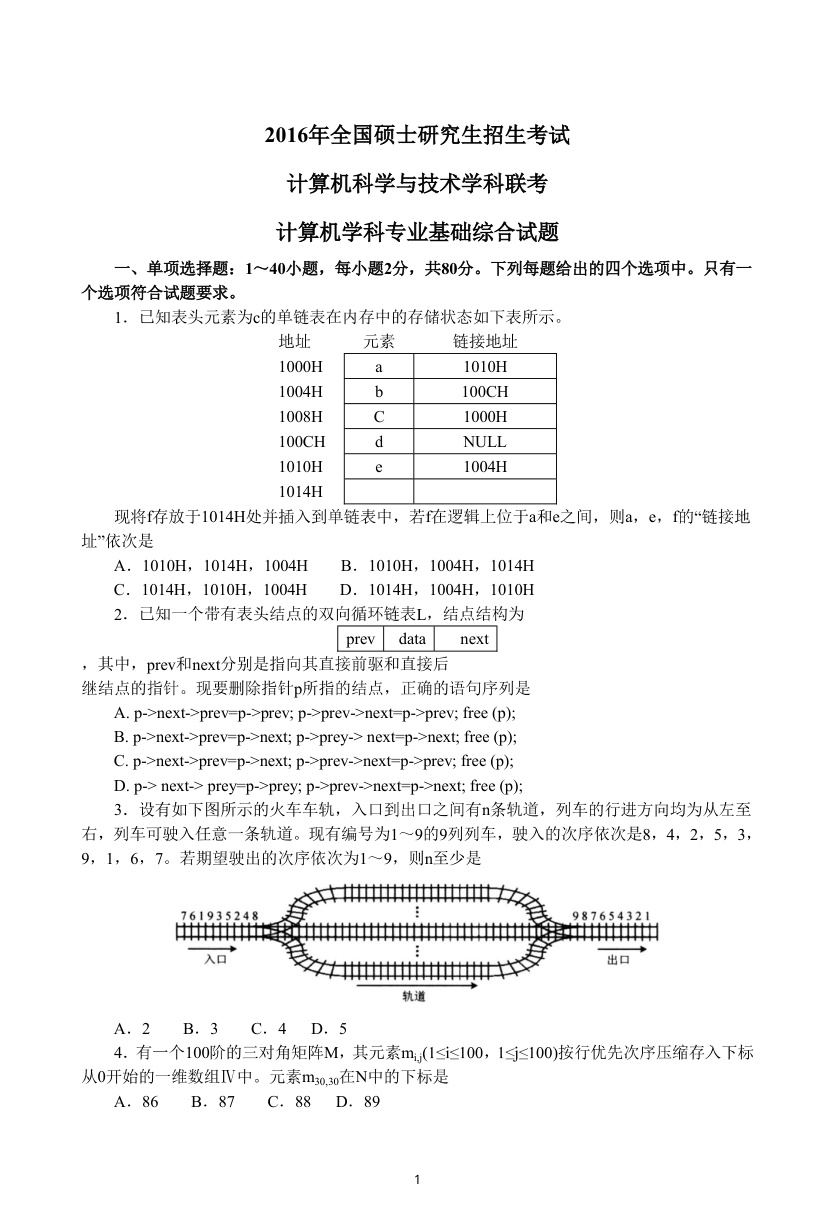 2016年全国硕士研究生招生考试
计算机科学与技术学科联考
计算机学科专业基础综合试题
一、单项选择题：1～40小题，每小题2分，共80分。下列每题给出的四个选项中。只有一
个选项符合试题要求。
1．已知表头元素为c的单链表在内存中的存储状态如下表所示。
地址 元素 链接地址
1000H a 1010H
1004H b 100CH
1008H C 1000H
100CH d NULL
1010H e 1004H
1014H
现将f存放于1014H处并插入到单链表中，若f在逻辑上位于a和e之间，则a，e，f的“链接地
址”依次是
A．1010H，1014H，1004H B．1010H，1004H，1014H
C．1014H，1010H，1004H D．1014H，1004H，1010H
2．已知一个带有表头结点的双向循环链表L，结点结构为
prev data next
，其中，prev和next分别是指向其直接前驱和直接后
继结点的指针。现要删除指针p所指的结点，正确的语句序列是
A. p->next->prev=p->prev; p->prev->next=p->prev; free (p);
B. p->next->prev=p->next; p->prey-> next=p->next; free (p);
C. p->next->prev=p->next; p->prev->next=p->prev; free (p);
D. p-> next-> prey=p->prey; p->prev->next=p->next; free (p);
3．设有如下图所示的火车车轨，入口到出口之间有n条轨道，列车的行进方向均为从左至
右，列车可驶入任意一条轨道。现有编号为1～9的9列列车，驶入的次序依次是8，4，2，5，3，
9，1，6，7。若期望驶出的次序依次为1～9，则n至少是
7 6 1 9 3 5 2 4 8 9 8 7 6 5 4 3 2 1
入口 出口
轨道
A．2 B．3 C．4 D．5
4．有一个100阶的三对角矩阵M，其元素mi,j(1≤i≤100，1≤j≤100)按行优先次序压缩存入下标
从0开始的一维数组Ⅳ中。元素m30,30在N中的下标是
A．86 B．87 C．88 D．89
1